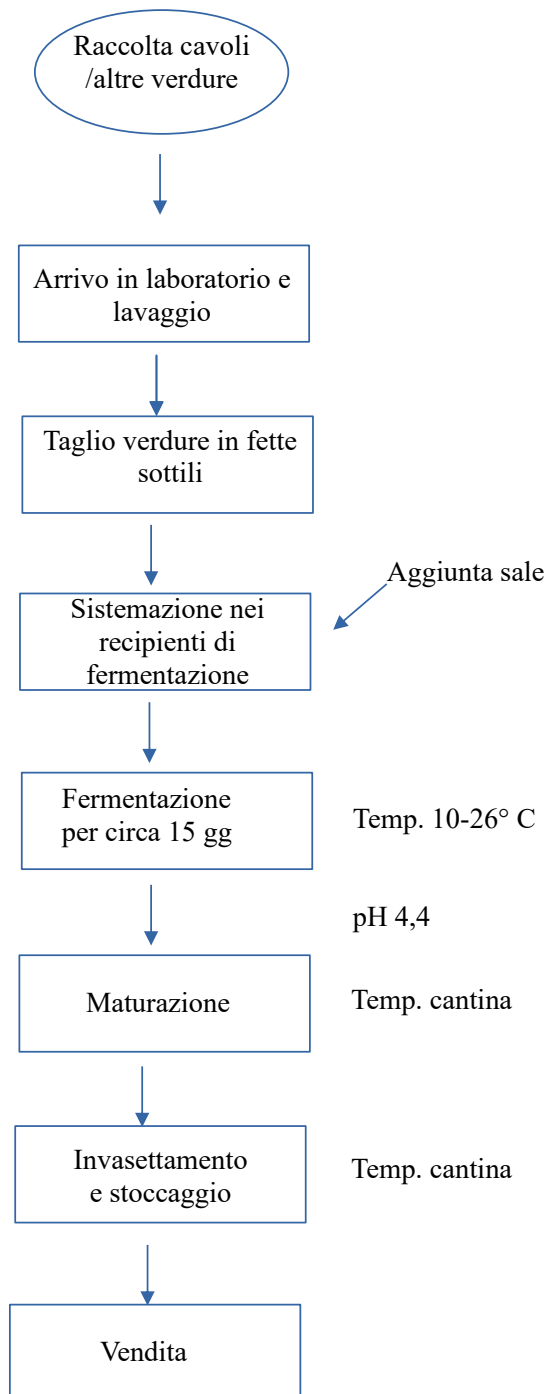 Raccolta cavoli
/altre verdure
Arrivo in laboratorio e
lavaggio
Taglio verdure in fette
sottili
Aggiunta sale
Sistemazione nei
recipienti di
fermentazione
Fermentazione
per circa 15 gg
Temp. 10-26° C
pH 4,4
Maturazione
Temp. cantina
Invasettamento
e stoccaggio
Temp. cantina
Vendita